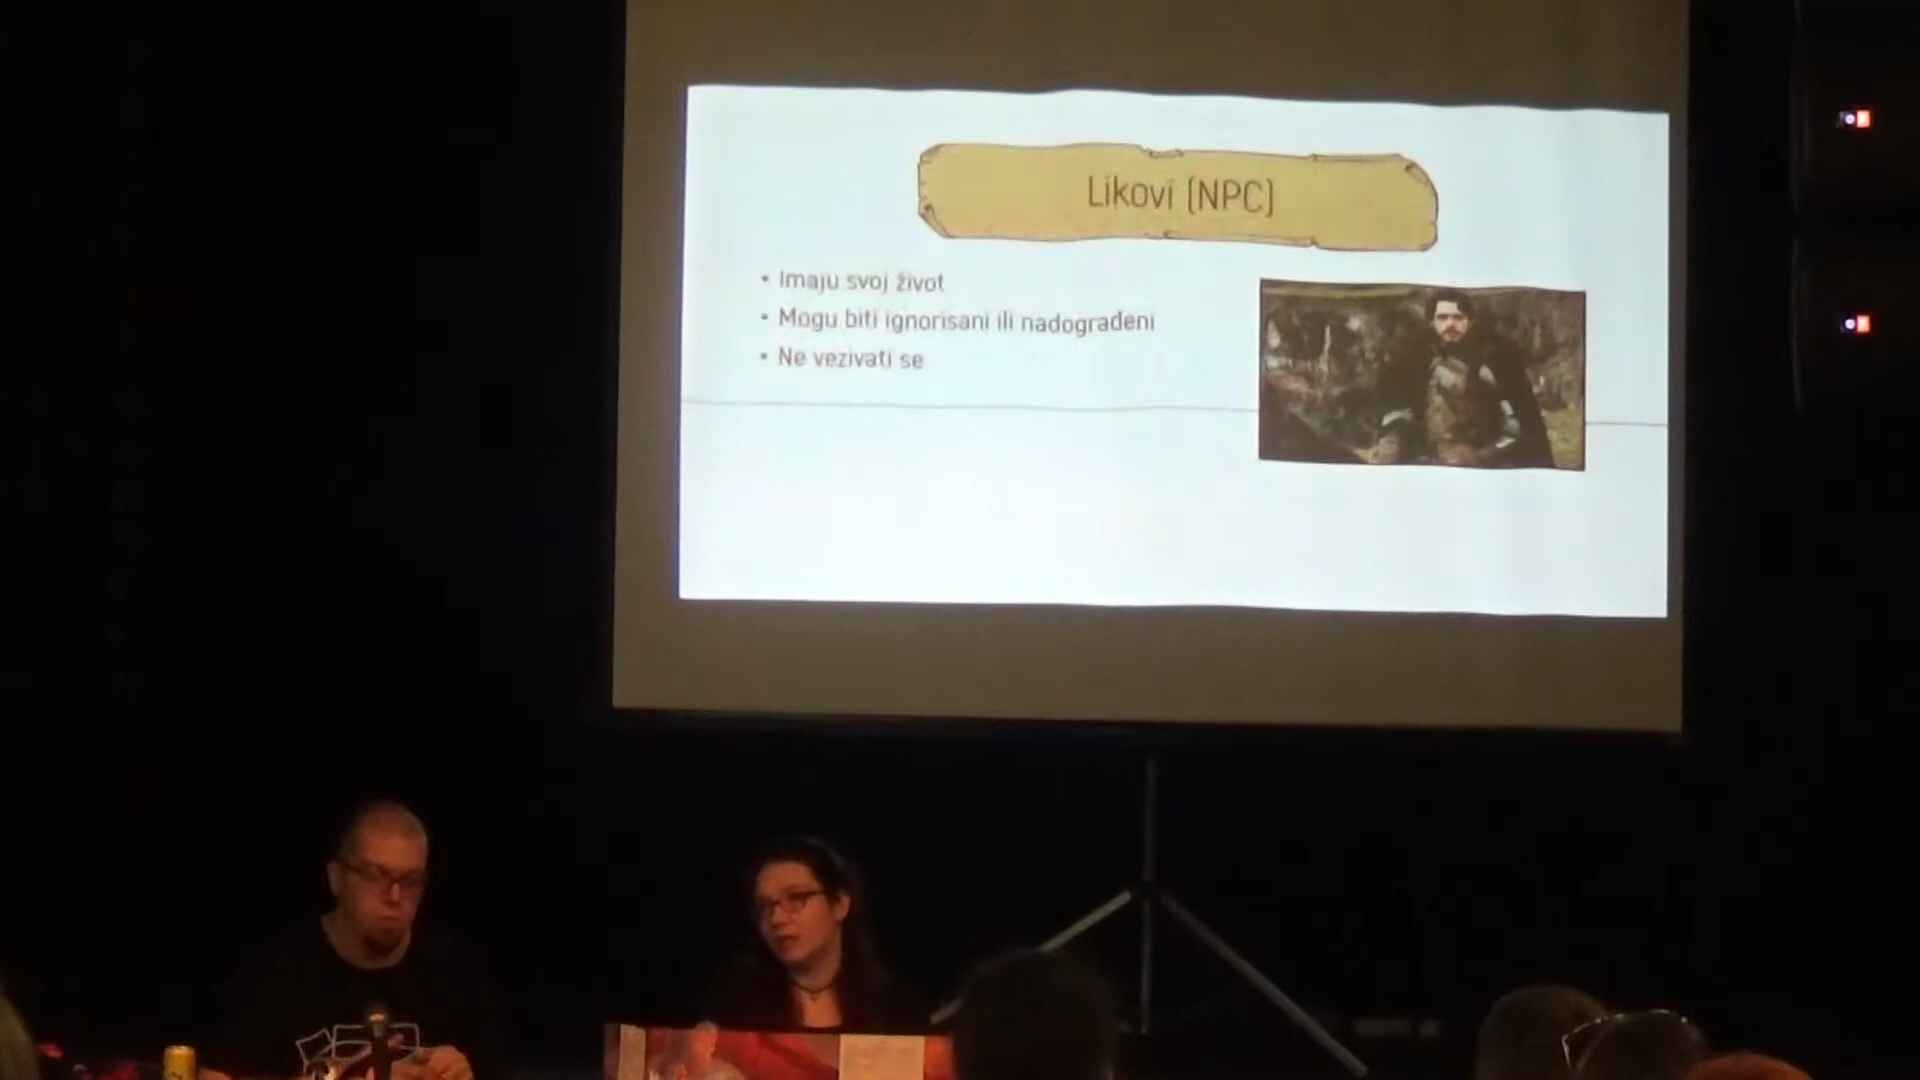 Likovi (NPC)
• Imaju svoj život
• Mogu biti ignorisani ili nadograđeni
• Ne vezivati se